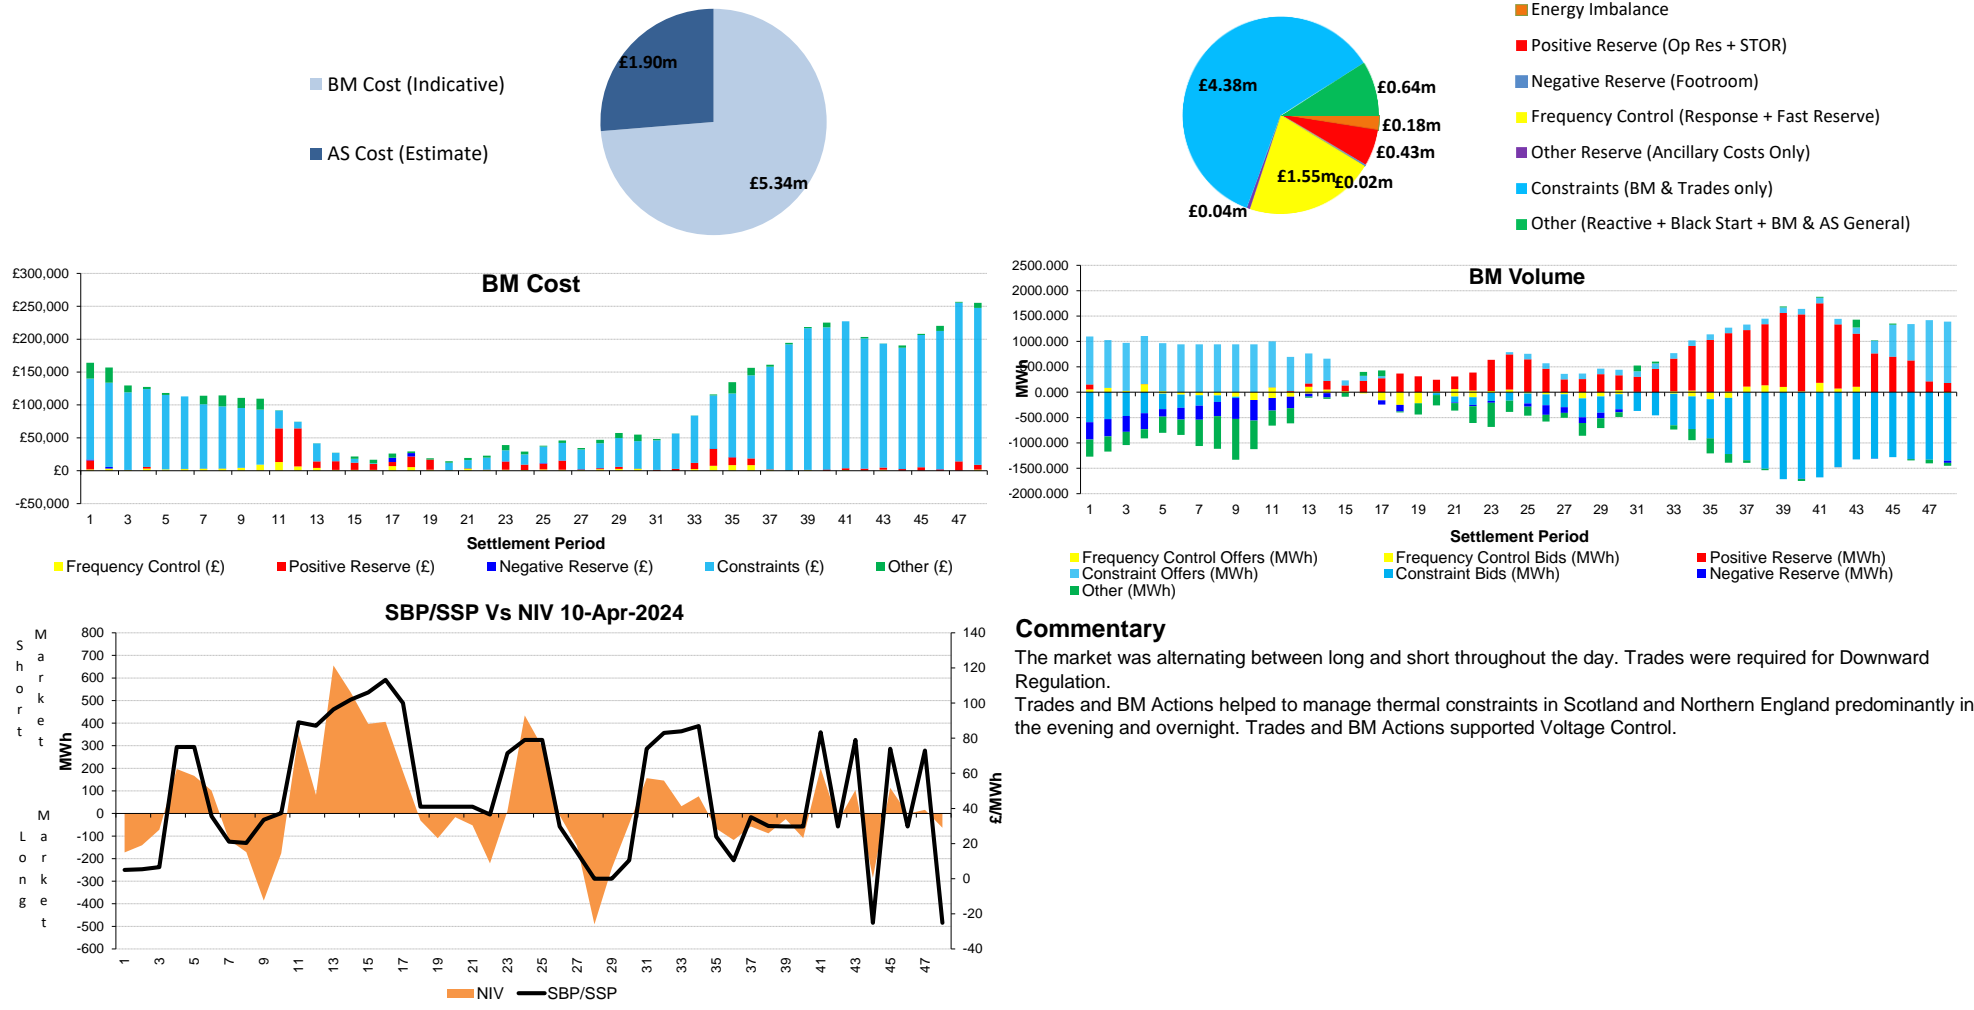 BM Cost (Indicative)
AS Cost (Estimate)
£1.90m
£5.34m
£4.38m
£0.64m
£0.18m
£0.43m
£0.02m
£1.55m
£0.04m
Energy Imbalance
Positive Reserve (Op Res + STOR)
Negative Reserve (Footroom)
Frequency Control (Response + Fast Reserve)
Other Reserve (Ancillary Costs Only)
Constraints (BM & Trades only)
Other (Reactive + Black Start + BM & AS General)
BM Cost
£300,000
£250,000
£200,000
£150,000
£100,000
£50,000
£0
-£50,000
1 3 5 7 9 11 13 15 17 19 21 23 25 27 29 31 33 35 37 39 41 43 45 47
Settlement Period
Frequency Control (£) Positive Reserve (£) Negative Reserve (£) Constraints (£) Other (£)
BM Volume
2500.000
2000.000
1500.000
1000.000
500.000
0.000
-500.000
-1000.000
-1500.000
-2000.000
MWh
1 3 5 7 9 11 13 15 17 19 21 23 25 27 29 31 33 35 37 39 41 43 45 47
Settlement Period
Frequency Control Offers (MWh) Frequency Control Bids (MWh) Positive Reserve (MWh)
Constraint Offers (MWh) Constraint Bids (MWh) Negative Reserve (MWh)
Other (MWh)
SBP/SSP Vs NIV 10-Apr-2024
Short Market
Long Market
MWh
800
700
600
500
400
300
200
100
0
-100
-200
-300
-400
-500
-600
140
120
100
80
60
40
20
0
-20
-40
£/MWh
1 3 5 7 9 11 13 15 17 19 21 23 25 27 29 31 33 35 37 39 41 43 45 47
NIV SBP/SSP
Commentary
The market was alternating between long and short throughout the day. Trades were required for Downward
Regulation.
Trades and BM Actions helped to manage thermal constraints in Scotland and Northern England predominantly in
the evening and overnight. Trades and BM Actions supported Voltage Control.